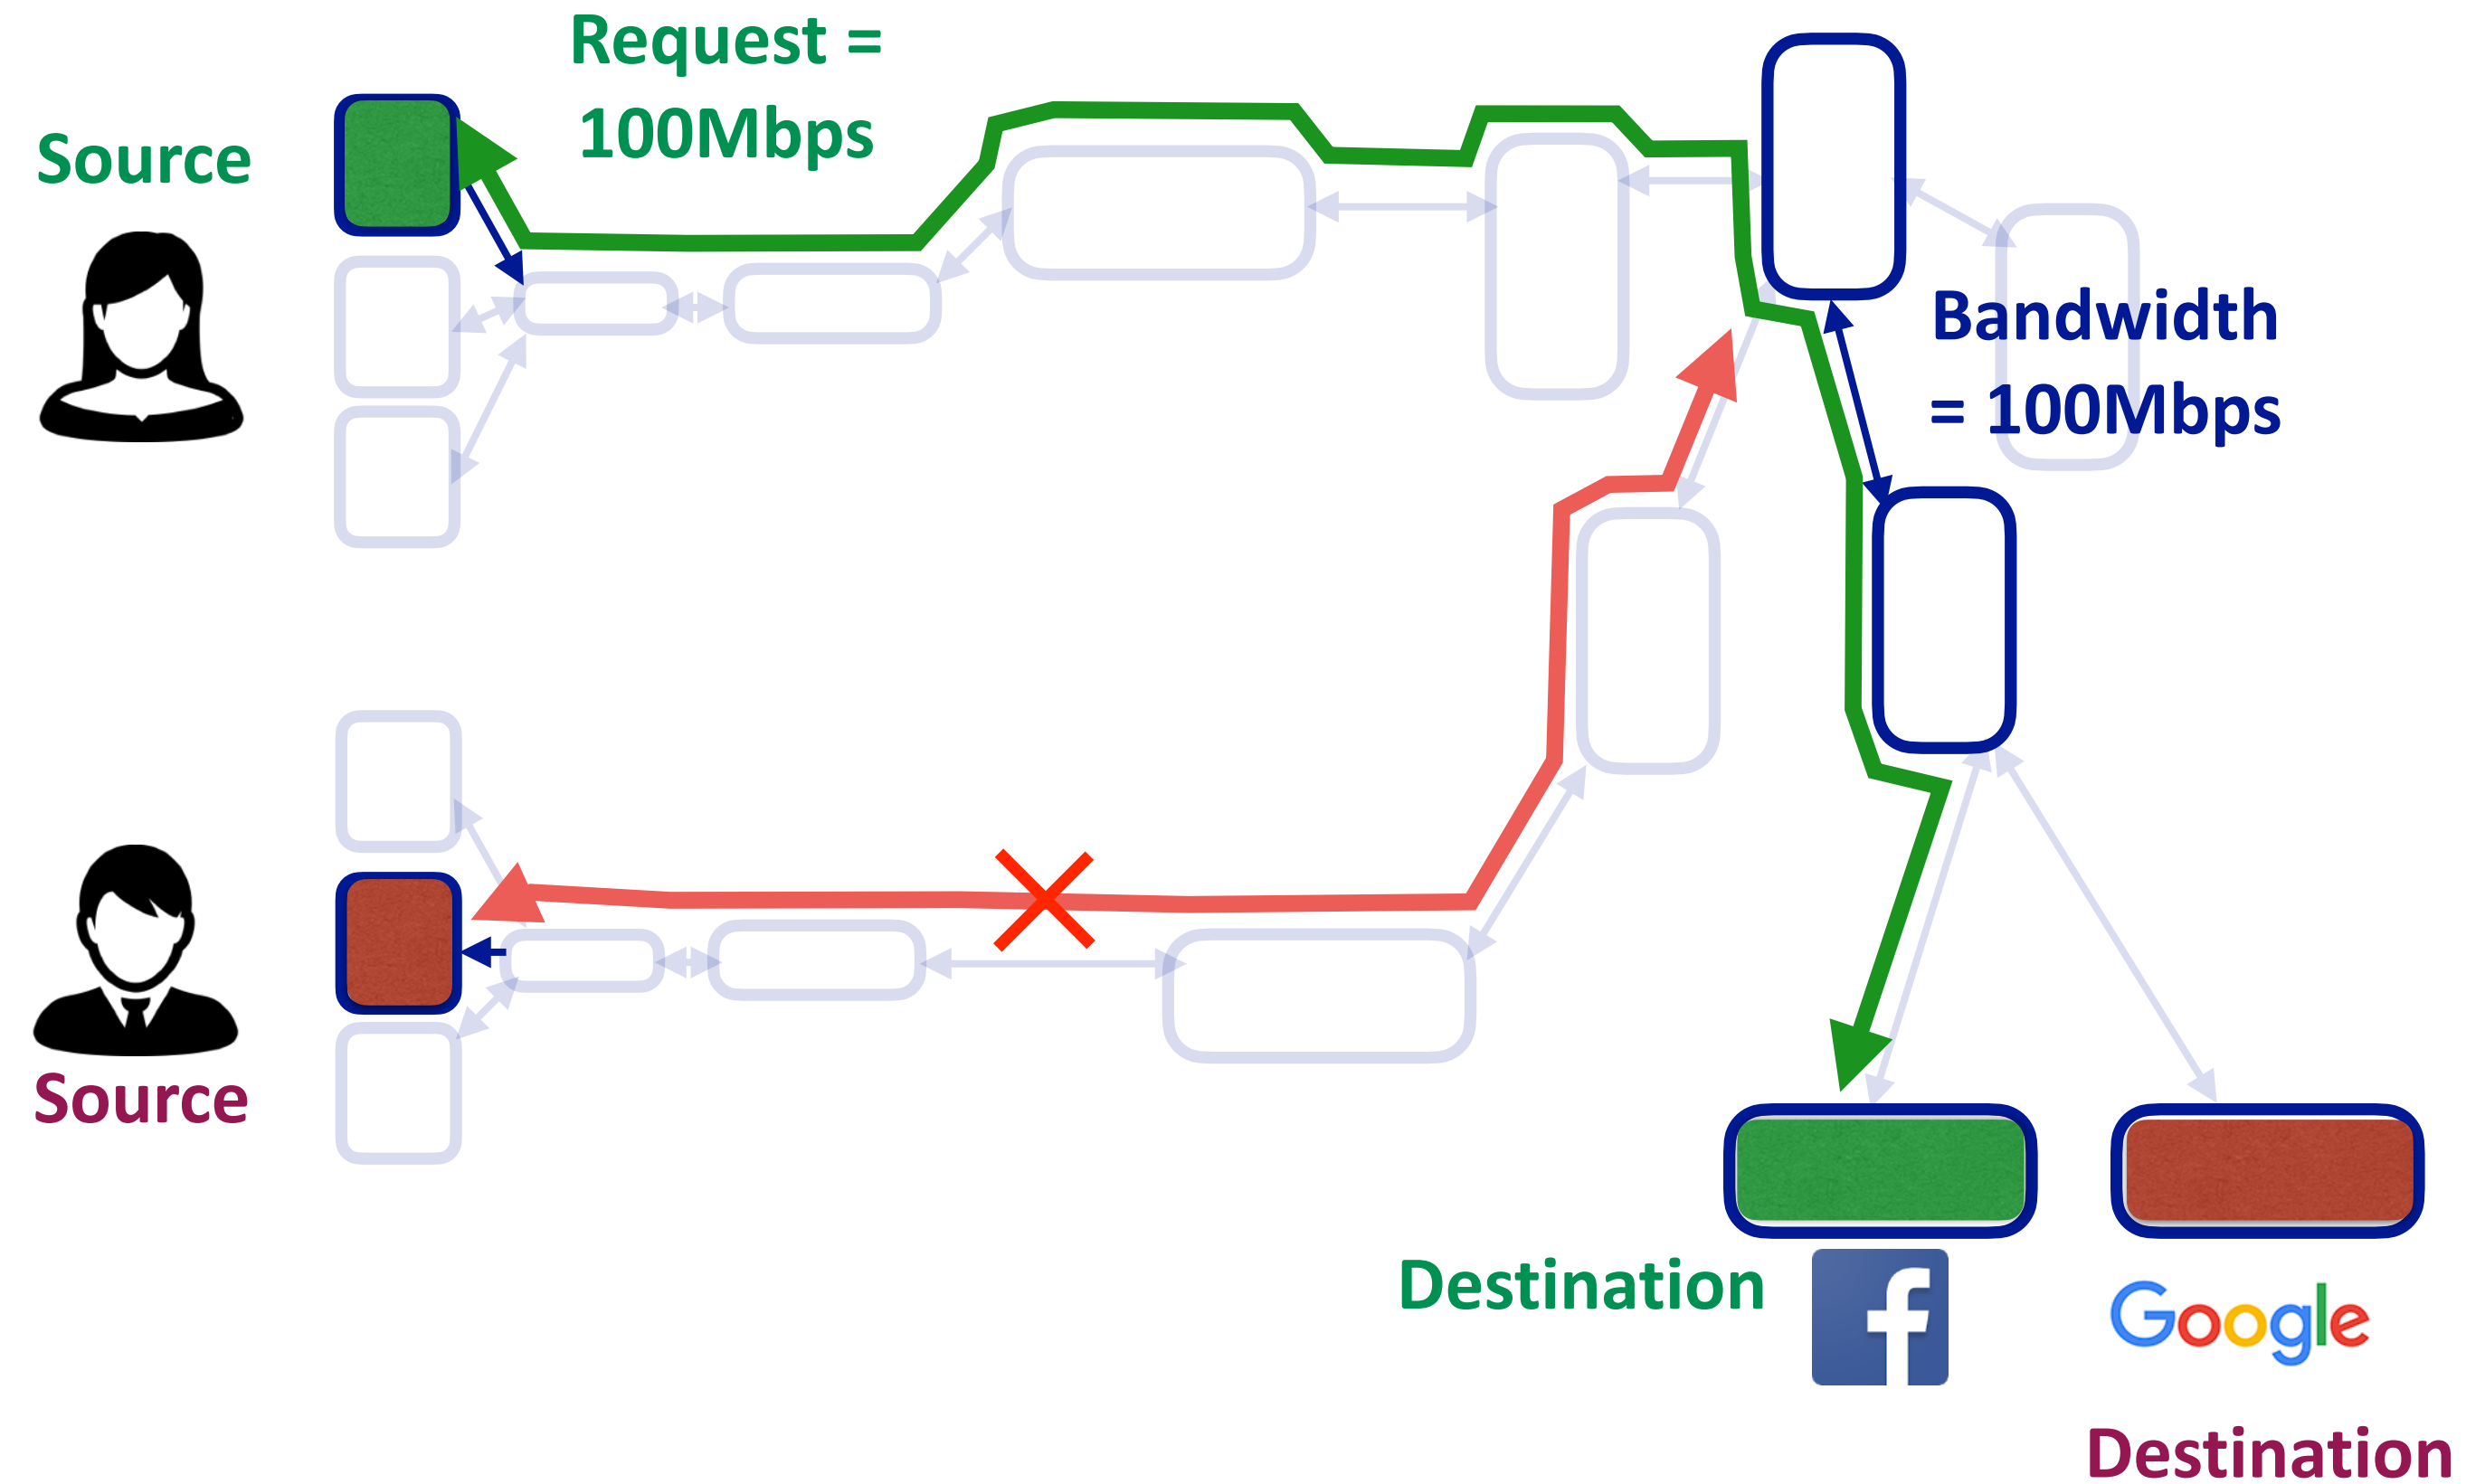 Request =
100Mbps
Source
Bandwidth
= 100Mbps
Source
Destination
f
Google
Destination